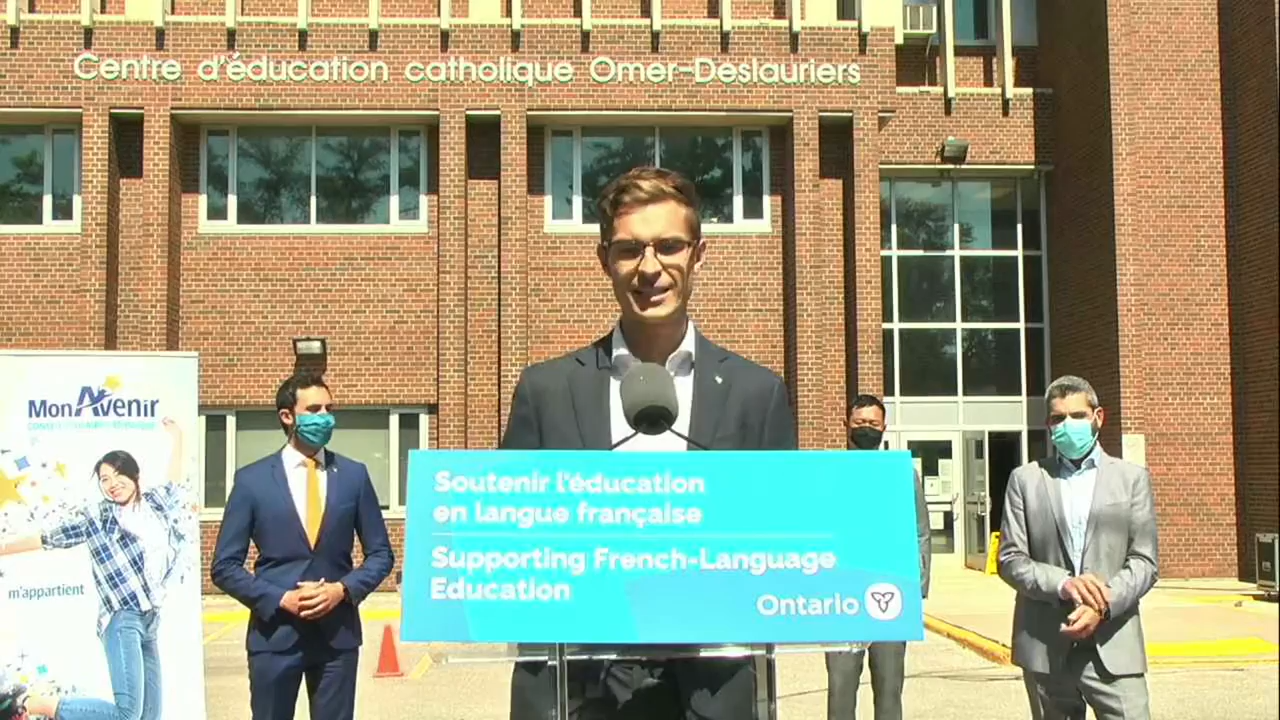 Centre d'éducation catholique Omer-Deslauriers
MonAvenir
m'appartient
Soutenir l'éducation
en langue française
Supporting French-Language
Education
Ontario